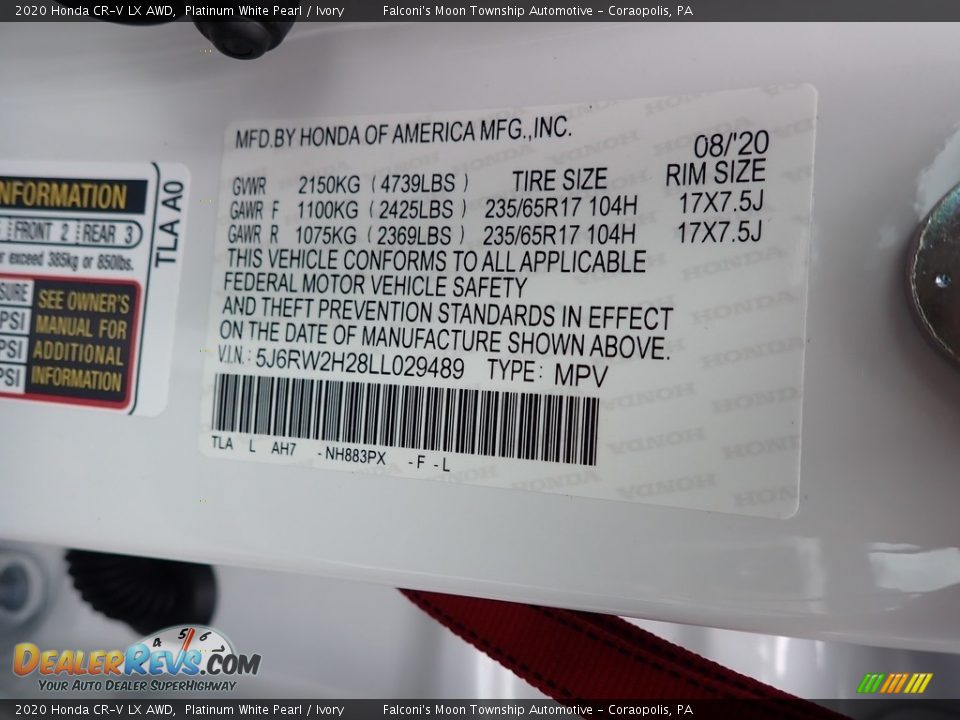 2020 Honda CR-V LX AWD, Platinum White Pearl / Ivory Falconi's Moon Township Automotive - Coraopolis, PA
MFD.BY HONDA OF AMERICA MFG.,INC.
08/'20
GVWR 2150KG (4739LBS) TIRE SIZE RIM SIZE
GAWR F 1100KG (2425LBS) 235/65R17 104H 17X7.5J
GAWR R 1075KG (2369LBS) 235/65R17 104H 17X7.5J
THIS VEHICLE CONFORMS TO ALL APPLICABLE
FEDERAL MOTOR VEHICLE SAFETY
AND THEFT PREVENTION STANDARDS IN EFFECT
ON THE DATE OF MANUFACTURE SHOWN ABOVE.
V.I.N.: 5J6RW2H28LL029489 TYPE: MPV
TLA L AH7 -NH883PX -F-L
FRONT 2 REAR 3
exceed 385kg or 850lbs.
TLA A0
PSI
PSI
PSI
SEE OWNER'S
MANUAL FOR
ADDITIONAL
INFORMATION
HONDA
4 5 6
DEALERREVS.COM
YOUR AUTO DEALER SUPERHIGHWAY
2020 Honda CR-V LX AWD, Platinum White Pearl / Ivory Falconi's Moon Township Automotive - Coraopolis, PA